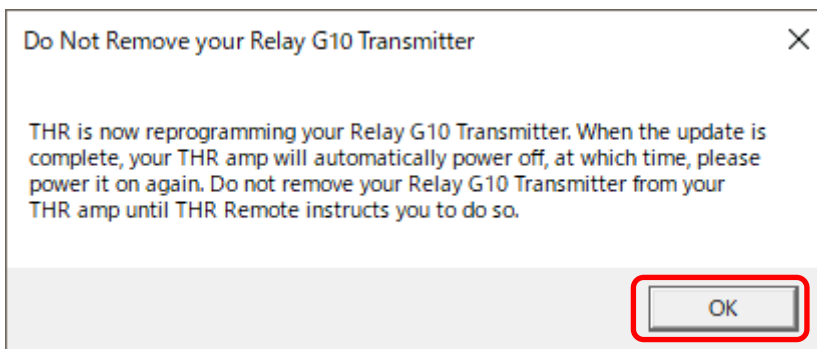 Do Not Remove your Relay G10 Transmitter
THR is now reprogramming your Relay G10 Transmitter. When the update is
complete, your THR amp will automatically power off, at which time, please
power it on again. Do not remove your Relay G10 Transmitter from your
THR amp until THR Remote instructs you to do so.
OK